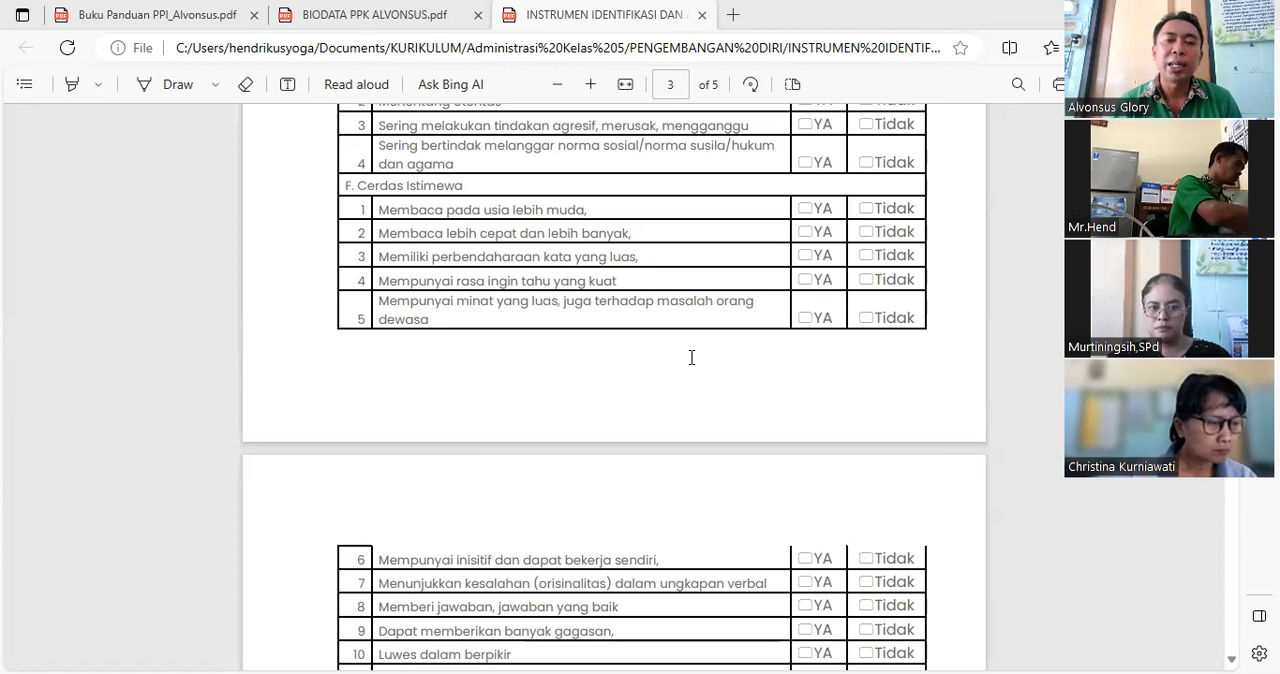 Buku Panduan PPI_Alvonsus.pdf
BIODATA PPK ALVONSUS.pdf
INSTRUMEN IDENTIFIKASI DAN
File
C:/Users/hendrikusyoga/Documents/KURIKULUM/Administrasi%20Kelas%205/PENGEMBANGAN%20DIRI/INSTRUMEN%20IDENTIF...
Draw
Read aloud
Ask Bing AI
3 of 5
3 Sering melakukan tindakan agresif, merusak, mengganggu YA Tidak
Sering bertindak melanggar norma sosial/norma susila/hukum
4 dan agama YA Tidak
F. Cerdas Istimewa
1 Membaca pada usia lebih muda, YA Tidak
2 Membaca lebih cepat dan lebih banyak, YA Tidak
3 Memiliki perbendaharaan kata yang luas, YA Tidak
4 Mempunyai rasa ingin tahu yang kuat YA Tidak
Mempunyai minat yang luas, juga terhadap masalah orang
5 dewasa YA Tidak
6 Mempunyai inisitif dan dapat bekerja sendiri, YA Tidak
7 Menunjukkan kesalahan (orisinalitas) dalam ungkapan verbal YA Tidak
8 Memberi jawaban, jawaban yang baik YA Tidak
9 Dapat memberikan banyak gagasan, YA Tidak
10 Luwes dalam berpikir YA Tidak
Alvonsus Glory
Mr.Hend
Murtiningsih,SPd
Christina Kurniawati